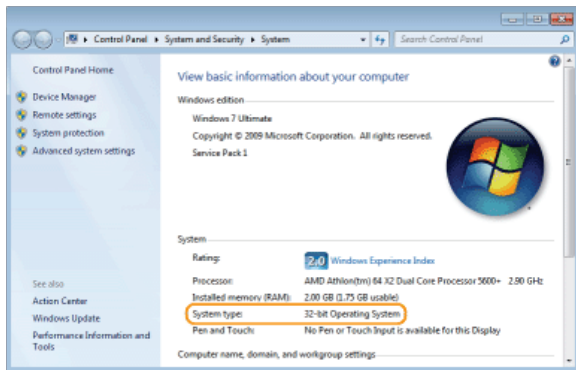 Control Panel ▸ System and Security ▸ System
Search Control Panel
Control Panel Home
Device Manager
Remote settings
System protection
Advanced system settings
See also
Action Center
Windows Update
Performance Information and
Tools
View basic information about your computer
Windows edition
Windows 7 Ultimate
Copyright © 2009 Microsoft Corporation. All rights reserved.
Service Pack 1
System
Rating:
2.0 Windows Experience Index
Processor: AMD Athlon(tm) 64 X2 Dual Core Processor 5600+ 2.90 GHz
Installed memory (RAM): 2.00 GB (1.75 GB usable)
System type: 32-bit Operating System
Pen and Touch: No Pen or Touch Input is available for this Display
Computer name, domain, and workgroup settings